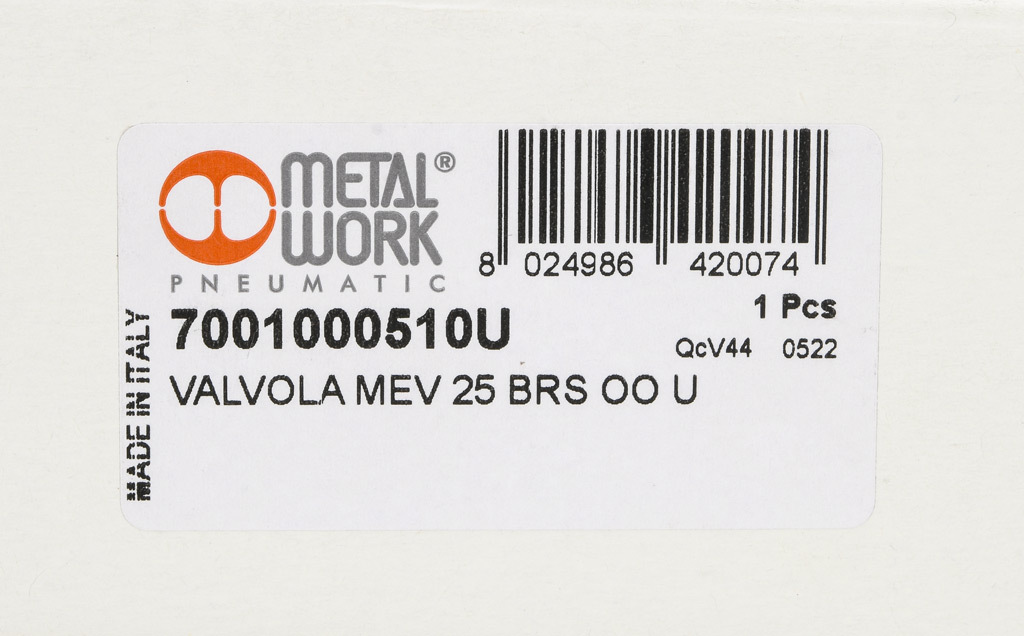 METAL®
WORK
PNEUMATIC
8 024986 420074
7001000510U
1 Pcs
QcV44 0522
VALVOLA MEV 25 BRS OO U
MADE IN ITALY